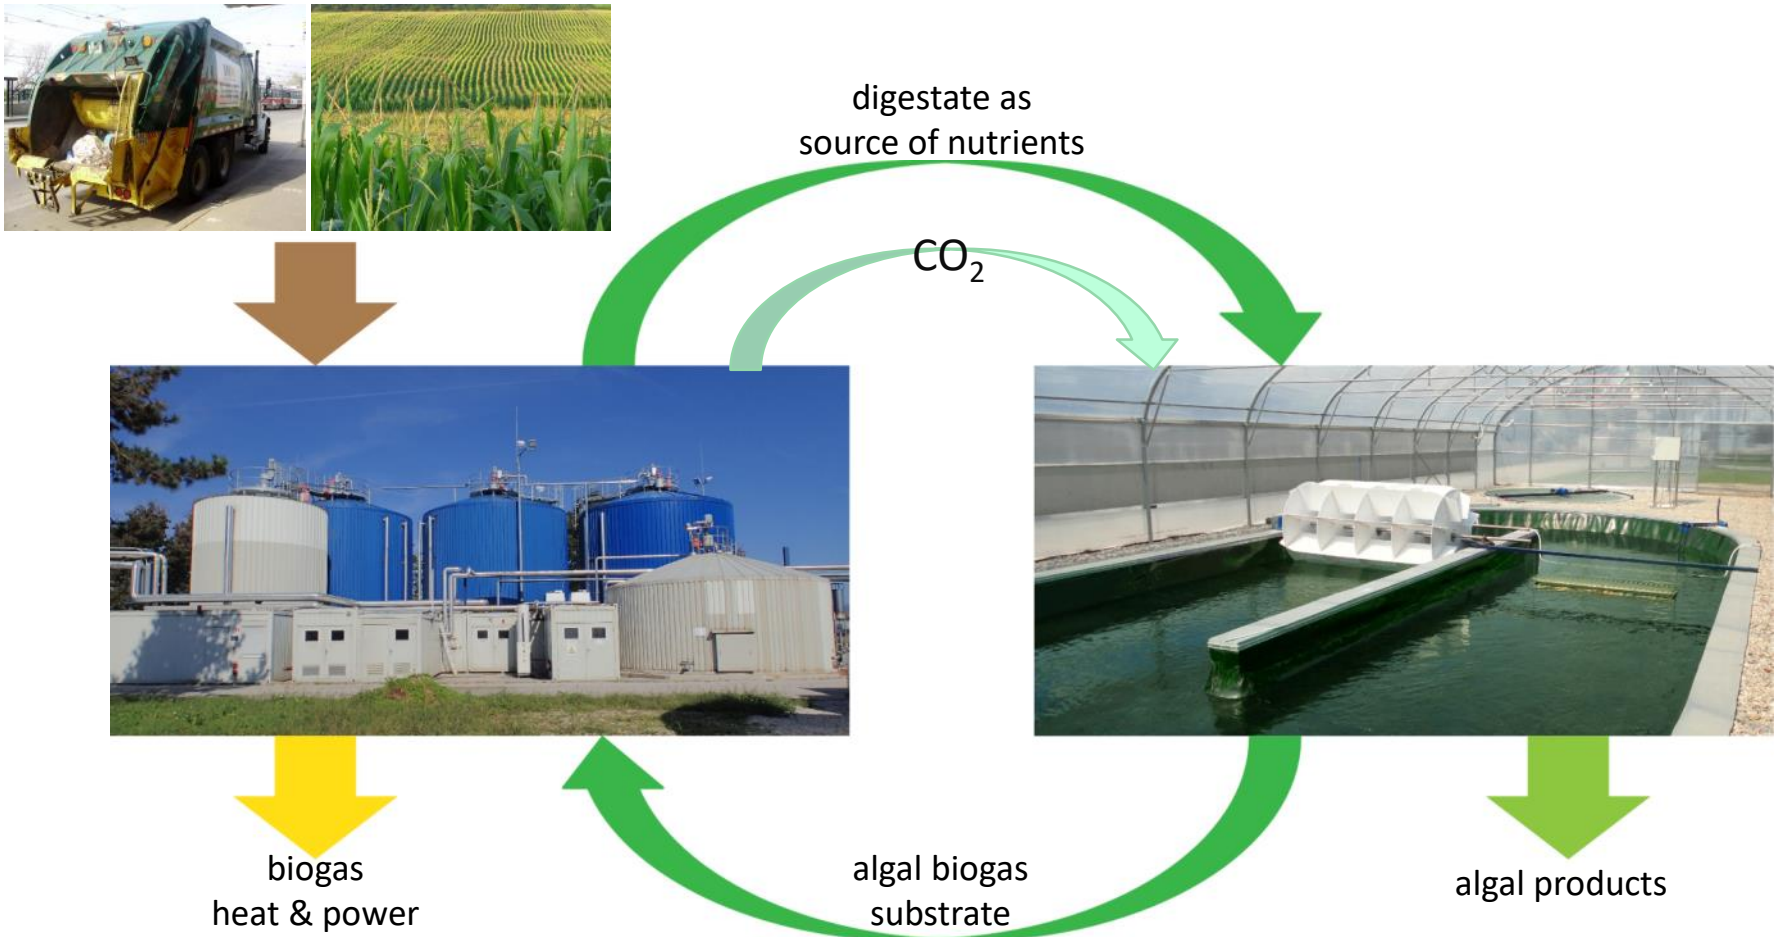 digestate as
source of nutrients
CO₂
biogas
heat & power
algal biogas
substrate
algal products